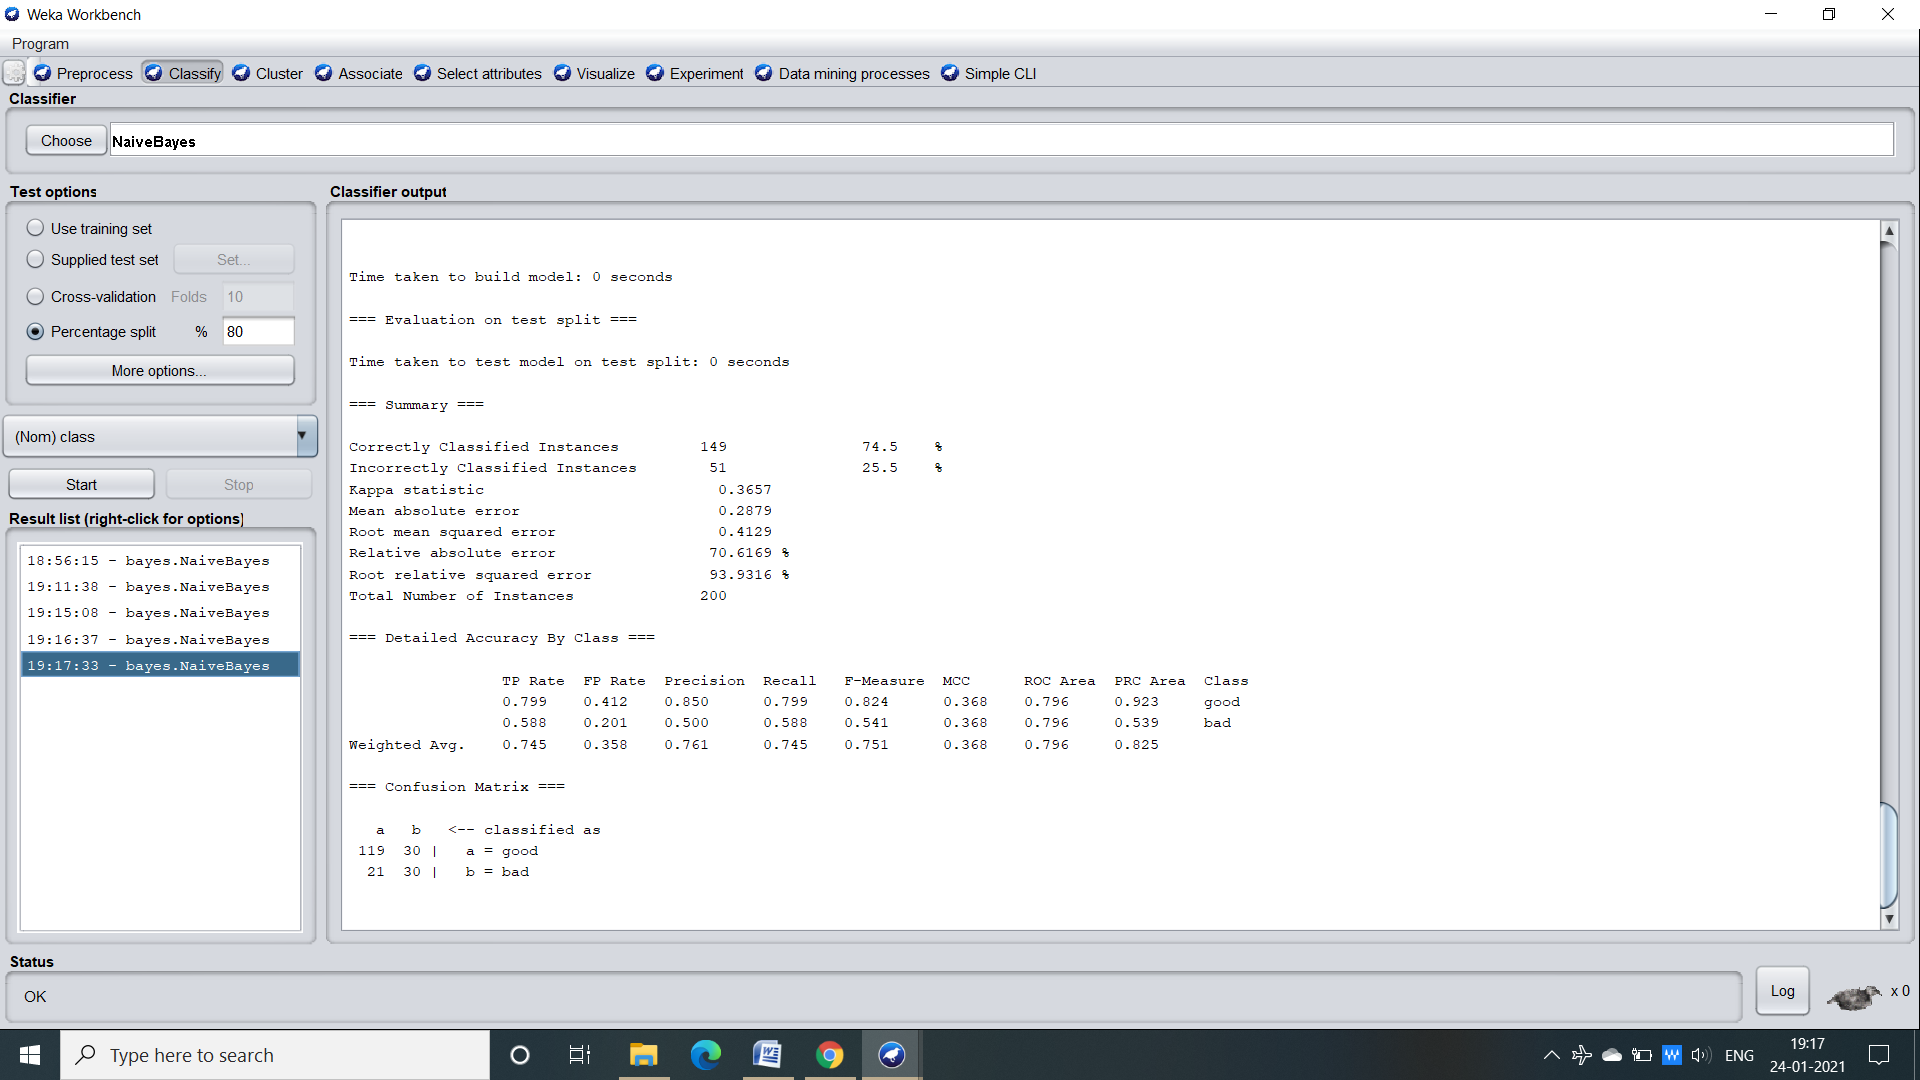 Weka Workbench
Program
Preprocess Classify Cluster Associate Select attributes Visualize Experiment Data mining processes Simple CLI
Classifier
Choose NaiveBayes
Test options
Use training set
Supplied test set Set...
Cross-validation Folds 10
Percentage split % 80
More options...
(Nom) class
Start Stop
Result list (right-click for options)
18:56:15 - bayes.NaiveBayes
19:11:38 - bayes.NaiveBayes
19:15:08 - bayes.NaiveBayes
19:16:37 - bayes.NaiveBayes
19:17:33 - bayes.NaiveBayes
Classifier output
Time taken to build model: 0 seconds
=== Evaluation on test split ===
Time taken to test model on test split: 0 seconds
=== Summary ===
Correctly Classified Instances 149 74.5 %
Incorrectly Classified Instances 51 25.5 %
Kappa statistic 0.3657
Mean absolute error 0.2879
Root mean squared error 0.4129
Relative absolute error 70.6169 %
Root relative squared error 93.9316 %
Total Number of Instances 200
=== Detailed Accuracy By Class ===
TP Rate FP Rate Precision Recall F-Measure MCC ROC Area PRC Area Class
0.799 0.412 0.850 0.799 0.824 0.368 0.796 0.923 good
0.588 0.201 0.500 0.588 0.541 0.368 0.796 0.539 bad
Weighted Avg. 0.745 0.358 0.761 0.745 0.751 0.368 0.796 0.825
=== Confusion Matrix ===
a b <-- classified as
119 30 | a = good
21 30 | b = bad
Status
OK
Log
x 0
Type here to search
W
W
ENG
19:17
24-01-2021